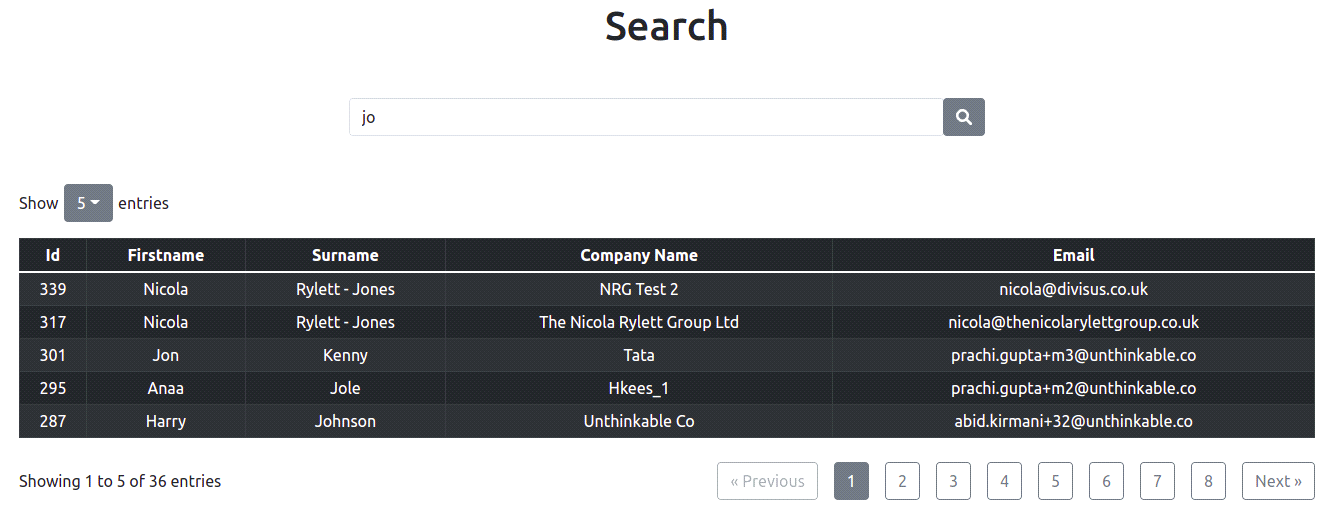 Search
jo
Show 5 entries
Id Firstname Surname Company Name Email
339 Nicola Rylett - Jones NRG Test 2 nicola@divisus.co.uk
317 Nicola Rylett - Jones The Nicola Rylett Group Ltd nicola@thenicolarylettgroup.co.uk
301 Jon Kenny Tata prachi.gupta+m3@unthinkable.co
295 Anaa Jole Hkees_1 prachi.gupta+m2@unthinkable.co
287 Harry Johnson Unthinkable Co abid.kirmani+32@unthinkable.co
Showing 1 to 5 of 36 entries « Previous 1 2 3 4 5 6 7 8 Next »